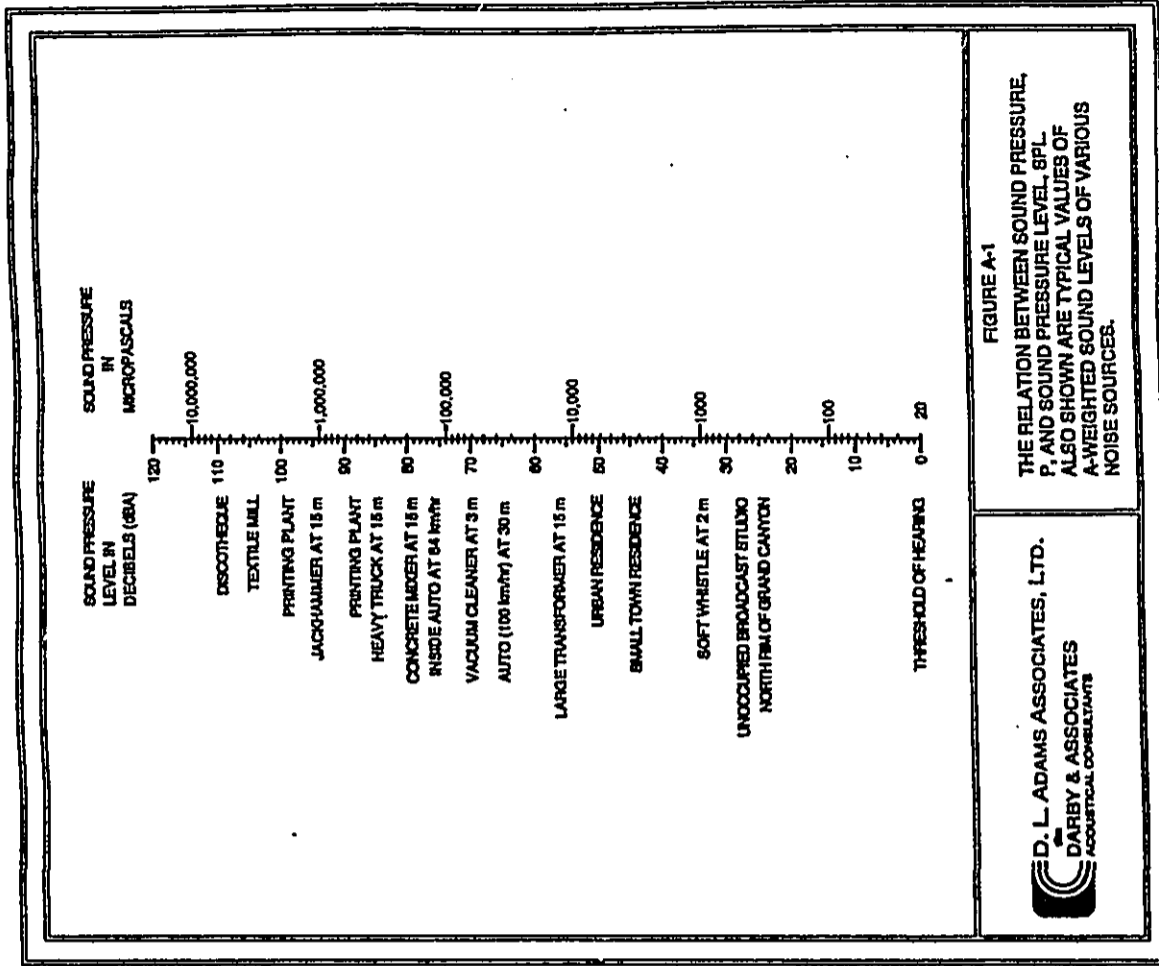 SOUND PRESSURE
LEVEL IN
DECIBELS (dBA)
SOUND PRESSURE
IN
MICROPASCALS
120
10,000,000
DISCOTHEQUE
110
TEXTILE MILL
PRINTING PLANT
100
JACKHAMMER AT 15 m
1,000,000
PRINTING PLANT
90
HEAVY TRUCK AT 15 m
CONCRETE MIXER AT 15 m
80
INSIDE AUTO AT 64 km/hr
100,000
VACUUM CLEANER AT 3 m
70
AUTO (100 km/hr) AT 30 m
60
LARGE TRANSFORMER AT 15 m
10,000
URBAN RESIDENCE
50
SMALL TOWN RESIDENCE
40
SOFT WHISTLE AT 2 m
1000
UNOCCUPIED BROADCAST STUDIO
30
NORTH RIM OF GRAND CANYON
20
100
10
THRESHOLD OF HEARING
0
20
D. L. ADAMS ASSOCIATES, LTD.
DARBY & ASSOCIATES
ACOUSTICAL CONSULTANTS
FIGURE A-1
THE RELATION BETWEEN SOUND PRESSURE,
P, AND SOUND PRESSURE LEVEL, SPL.
ALSO SHOWN ARE TYPICAL VALUES OF
A-WEIGHTED SOUND LEVELS OF VARIOUS
NOISE SOURCES.